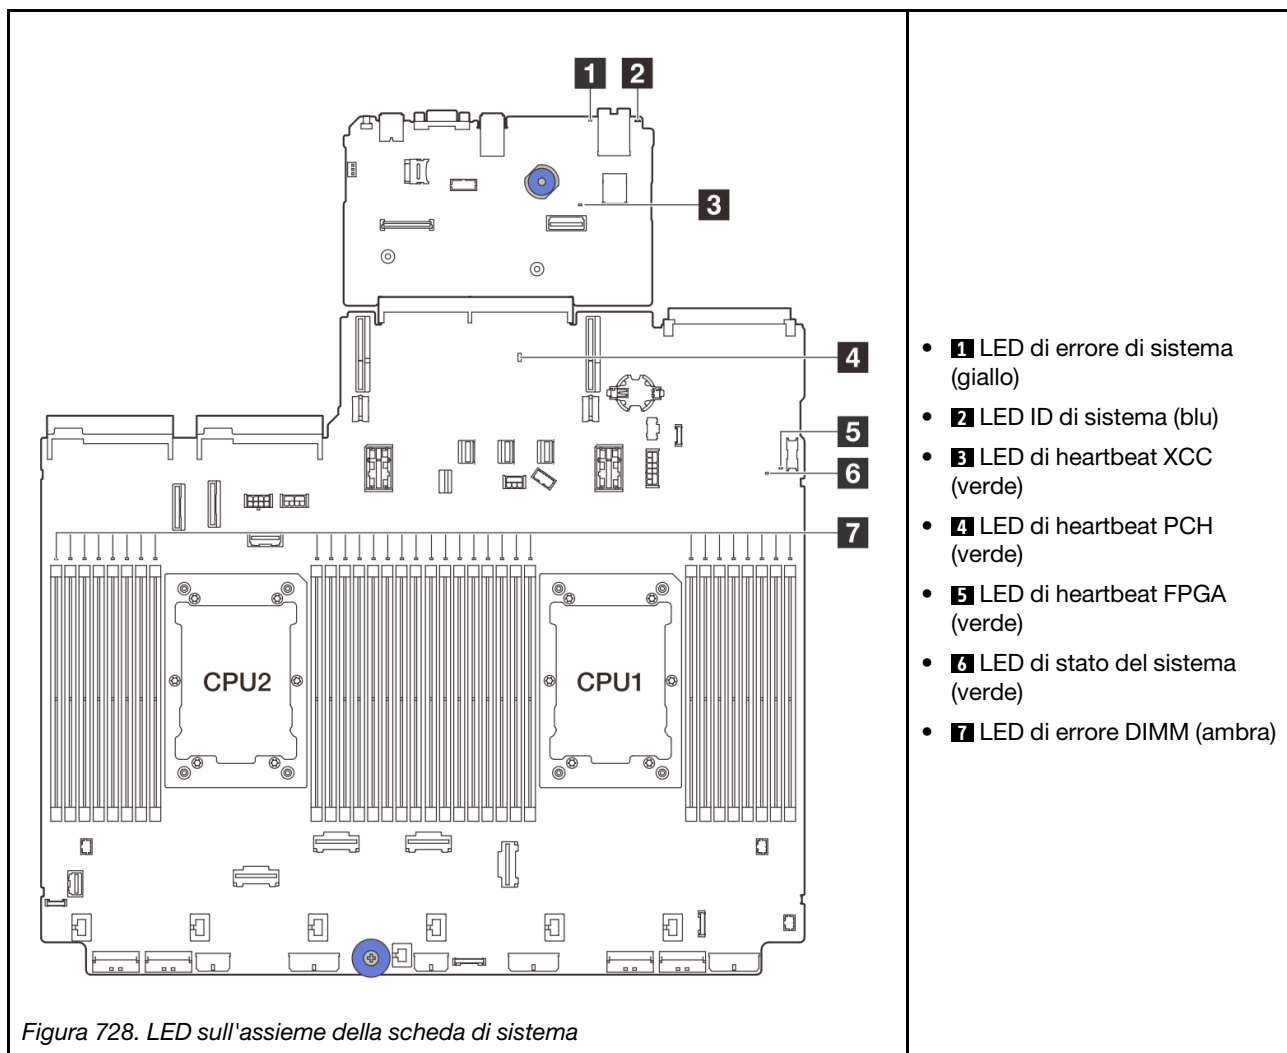 1 2
3
4
5
6
7
CPU2 CPU1
Figura 728. LED sull'assieme della scheda di sistema
• 1 LED di errore di sistema
(giallo)
• 2 LED ID di sistema (blu)
• 3 LED di heartbeat XCC
(verde)
• 4 LED di heartbeat PCH
(verde)
• 5 LED di heartbeat FPGA
(verde)
• 6 LED di stato del sistema
(verde)
• 7 LED di errore DIMM (ambra)